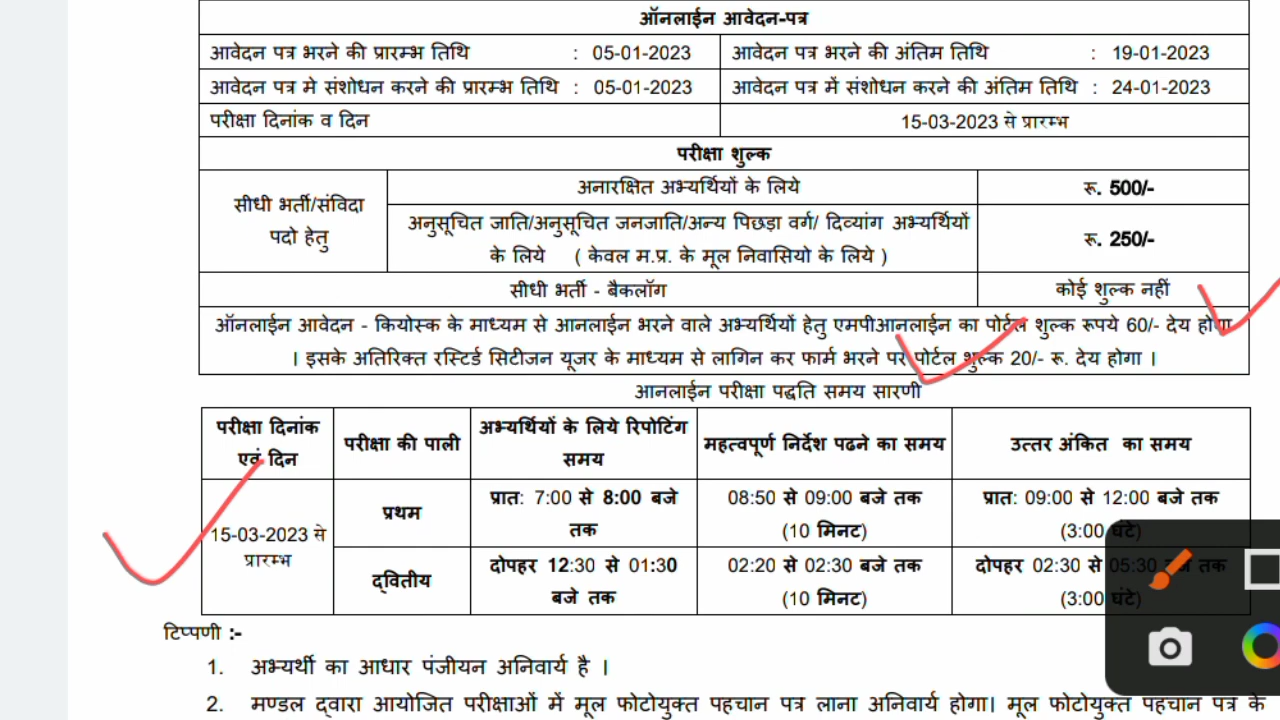 ऑनलाईन आवेदन-पत्र
आवेदन पत्र भरने की प्रारम्भ तिथि : 05-01-2023 आवेदन पत्र भरने की अंतिम तिथि : 19-01-2023
आवेदन पत्र मे संशोधन करने की प्रारम्भ तिथि : 05-01-2023 आवेदन पत्र में संशोधन करने की अंतिम तिथि : 24-01-2023
परीक्षा दिनांक व दिन 15-03-2023 से प्रारम्भ
परीक्षा शुल्क
सीधी भर्ती/संविदा
पदो हेतु
अनारक्षित अभ्यर्थियों के लिये रू. 500/-
अनुसूचित जाति/अनुसूचित जनजाति/अन्य पिछड़ा वर्ग/ दिव्यांग अभ्यर्थियों
के लिये ( केवल म.प्र. के मूल निवासियो के लिये )
रू. 250/-
सीधी भर्ती - बैकलॉग कोई शुल्क नहीं
ऑनलाईन आवेदन - कियोस्क के माध्यम से आनलाईन भरने वाले अभ्यर्थियों हेतु एमपीआनलाईन का पोर्टल शुल्क रूपये 60/- देय होगा
। इसके अतिरिक्त रस्टिर्ड सिटीजन यूजर के माध्यम से लागिन कर फार्म भरने पर पोर्टल शुल्क 20/- रू. देय होगा ।
आनलाईन परीक्षा पद्धति समय सारणी
परीक्षा दिनांक
एवं दिन
परीक्षा की पाली
अभ्यर्थियों के लिये रिपोटिंग
समय
महत्वपूर्ण निर्देश पढने का समय
उत्तर अंकित का समय
15-03-2023 से
प्रारम्भ
प्रथम
प्रात: 7:00 से 8:00 बजे
तक
08:50 से 09:00 बजे तक
(10 मिनट)
प्रात: 09:00 से 12:00 बजे तक
(3:00 घंटे)
द्वितीय
दोपहर 12:30 से 01:30
बजे तक
02:20 से 02:30 बजे तक
(10 मिनट)
दोपहर 02:30 से 05:30 बजे तक
(3:00 घंटे)
टिप्पणी :-
1. अभ्यर्थी का आधार पंजीयन अनिवार्य है ।
2. मण्डल द्वारा आयोजित परीक्षाओं में मूल फोटोयुक्त पहचान पत्र लाना अनिवार्य होगा। मूल फोटोयुक्त पहचान पत्र के